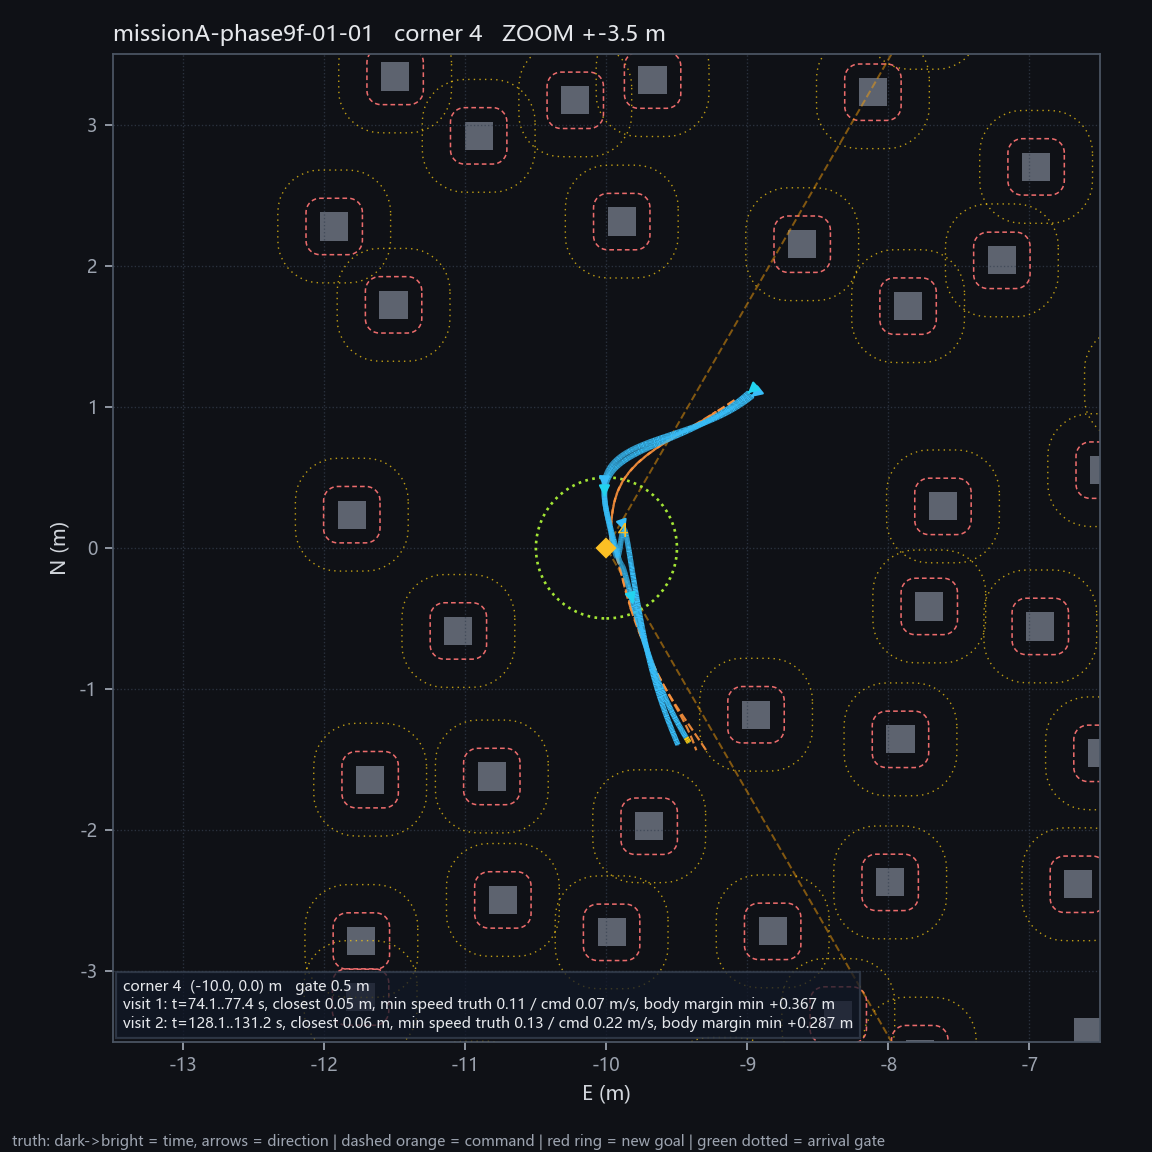 missionA-phase9f-01-01   corner 4   ZOOM +-3.5 m
3
2
1
0
-1
-2
-3
N (m)
corner 4  (-10.0, 0.0) m   gate 0.5 m
visit 1: t=74.1..77.4 s, closest 0.05 m, min speed truth 0.11 / cmd 0.07 m/s, body margin min +0.367 m
visit 2: t=128.1..131.2 s, closest 0.06 m, min speed truth 0.13 / cmd 0.22 m/s, body margin min +0.287 m
-13 -12 -11 -10 -9 -8 -7
E (m)
truth: dark->bright = time, arrows = direction | dashed orange = command | red ring = new goal | green dotted = arrival gate